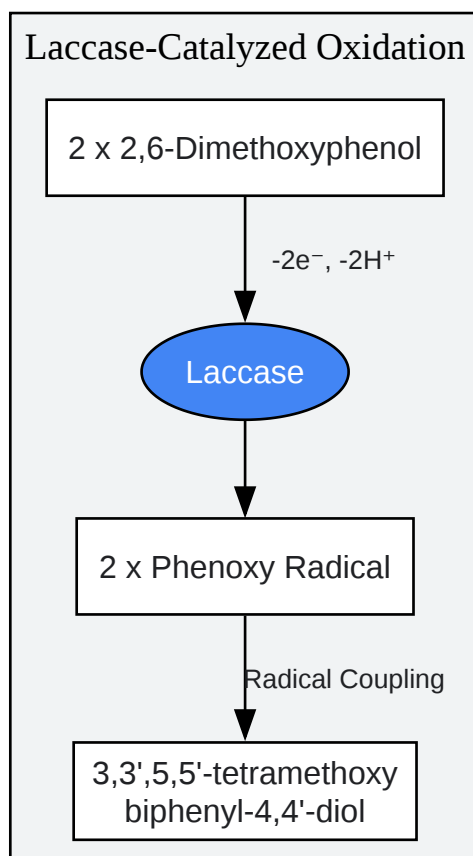 Laccase-Catalyzed Oxidation
2 x 2,6-Dimethoxyphenol
-2e⁻, -2H⁺
Laccase
2 x Phenoxy Radical
Radical Coupling
3,3',5,5'-tetramethoxy
biphenyl-4,4'-diol